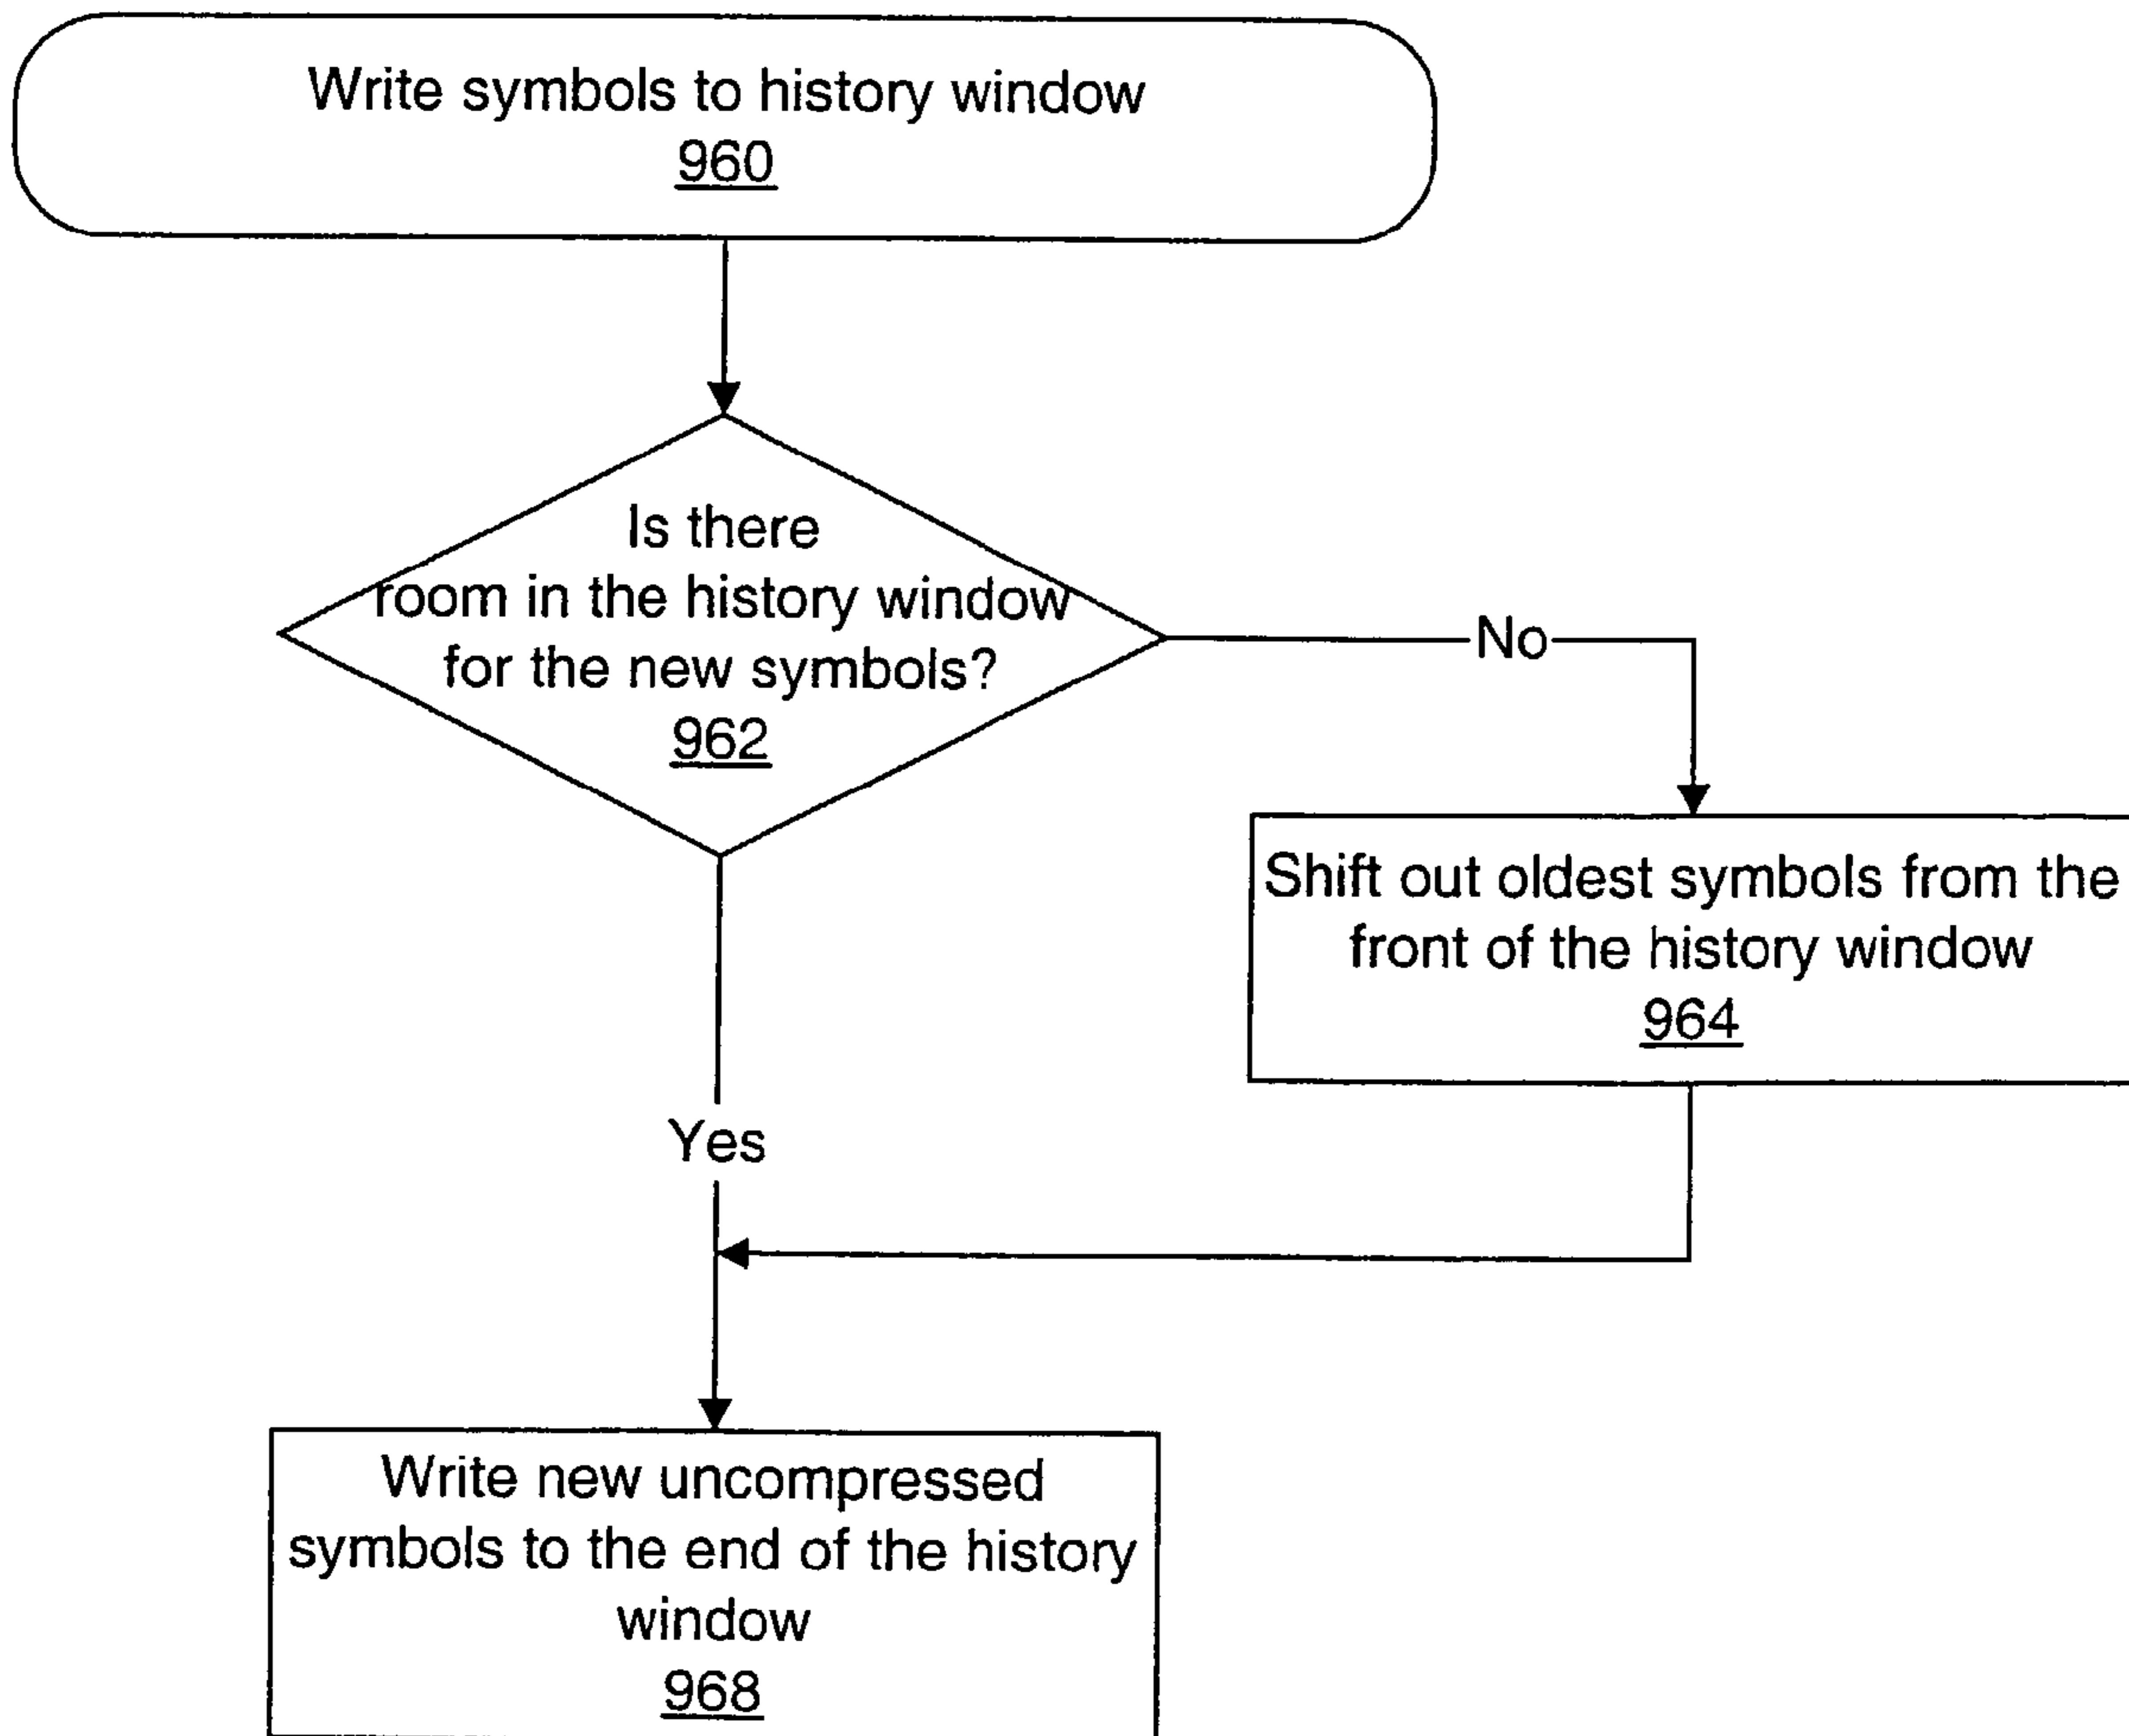 Write symbols to history window
960
Is there
room in the history window
for the new symbols?
962
No
Shift out oldest symbols from the
front of the history window
964
Yes
Write new uncompressed
symbols to the end of the history
window
968